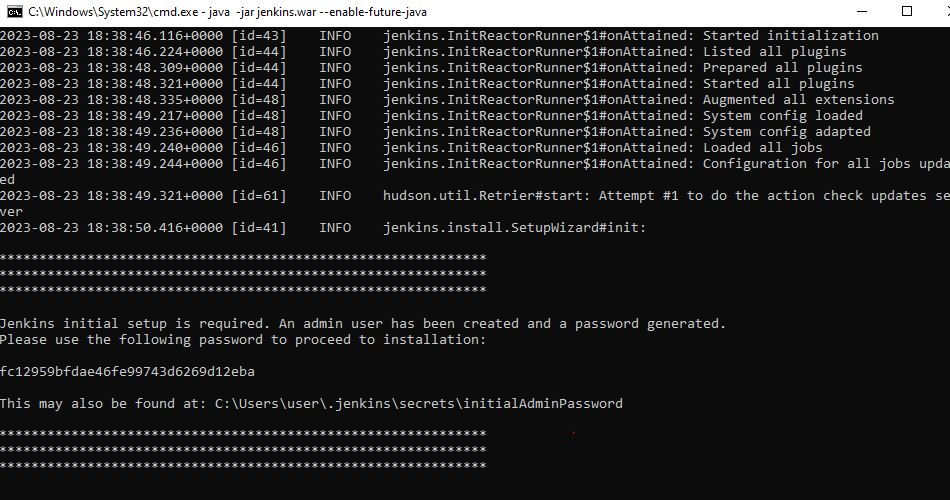 C:\Windows\System32\cmd.exe - java -jar jenkins.war --enable-future-java
2023-08-23 18:38:46.116+0000 [id=43] INFO jenkins.InitReactorRunner$1#onAttained: Started initialization
2023-08-23 18:38:46.224+0000 [id=44] INFO jenkins.InitReactorRunner$1#onAttained: Listed all plugins
2023-08-23 18:38:48.309+0000 [id=44] INFO jenkins.InitReactorRunner$1#onAttained: Prepared all plugins
2023-08-23 18:38:48.321+0000 [id=44] INFO jenkins.InitReactorRunner$1#onAttained: Started all plugins
2023-08-23 18:38:48.335+0000 [id=48] INFO jenkins.InitReactorRunner$1#onAttained: Augmented all extensions
2023-08-23 18:38:49.217+0000 [id=48] INFO jenkins.InitReactorRunner$1#onAttained: System config loaded
2023-08-23 18:38:49.236+0000 [id=48] INFO jenkins.InitReactorRunner$1#onAttained: System config adapted
2023-08-23 18:38:49.240+0000 [id=46] INFO jenkins.InitReactorRunner$1#onAttained: Loaded all jobs
2023-08-23 18:38:49.244+0000 [id=46] INFO jenkins.InitReactorRunner$1#onAttained: Configuration for all jobs upda
ed
2023-08-23 18:38:49.321+0000 [id=61] INFO hudson.util.Retrier#start: Attempt #1 to do the action check updates se
ver
2023-08-23 18:38:50.416+0000 [id=41] INFO jenkins.install.SetupWizard#init:
*************************************************************
*************************************************************
*************************************************************
Jenkins initial setup is required. An admin user has been created and a password generated.
Please use the following password to proceed to installation:
fc12959bfdae46fe99743d6269d12eba
This may also be found at: C:\Users\user\.jenkins\secrets\initialAdminPassword
*************************************************************
*************************************************************
*************************************************************